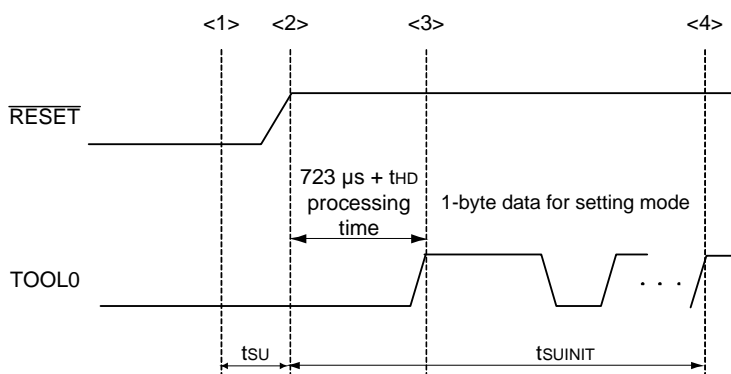 <1> <2> <3> <4>
RESET
723 µs + tHD
processing
time
1-byte data for setting mode
TOOL0
. . .
tSU
tSUINIT